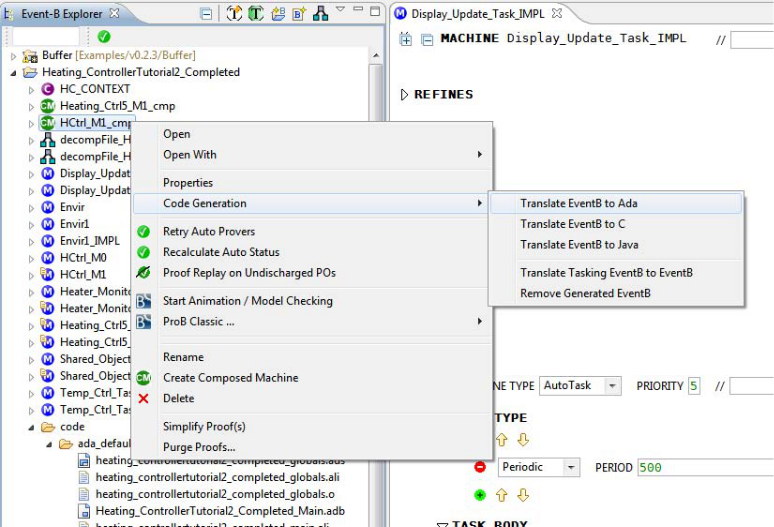 Event-B Explorer
Buffer [Examples/v0.2.3/Buffer]
Heating_ControllerTutorial2_Completed
HC_CONTEXT
Heating_Ctrl5_M1_cmp
HCtrl_M1_cmp
decompFile_H
decompFile_H
Display_Updat
Display_Updat
Envir
Envir1
Envir1_IMPL
HCtrl_M0
HCtrl_M1
Heater_Monito
Heater_Monito
Heating_Ctrl5_
Heating_Ctrl5_
Shared_Object
Shared_Object
Temp_Ctrl_Tas
Temp_Ctrl_Tas
code
ada_defaul
heating_controllertutorial2_completed_globals.ads
heating_controllertutorial2_completed_globals.ali
heating_controllertutorial2_completed_globals.o
Heating_ControllerTutorial2_Completed_Main.adb
heating_controllertutorial2_completed_main.ali
Open
Open With
Properties
Code Generation
Retry Auto Provers
Recalculate Auto Status
Proof Replay on Undischarged POs
Start Animation / Model Checking
ProB Classic ...
Rename
Create Composed Machine
Delete
Simplify Proof(s)
Purge Proofs...
Translate EventB to Ada
Translate EventB to C
Translate EventB to Java
Translate Tasking EventB to EventB
Remove Generated EventB
Display_Update_Task_IMPL
MACHINE Display_Update_Task_IMPL //
REFINES
NE TYPE AutoTask PRIORITY 5 //
TYPE
Periodic PERIOD 500
TASK BODY